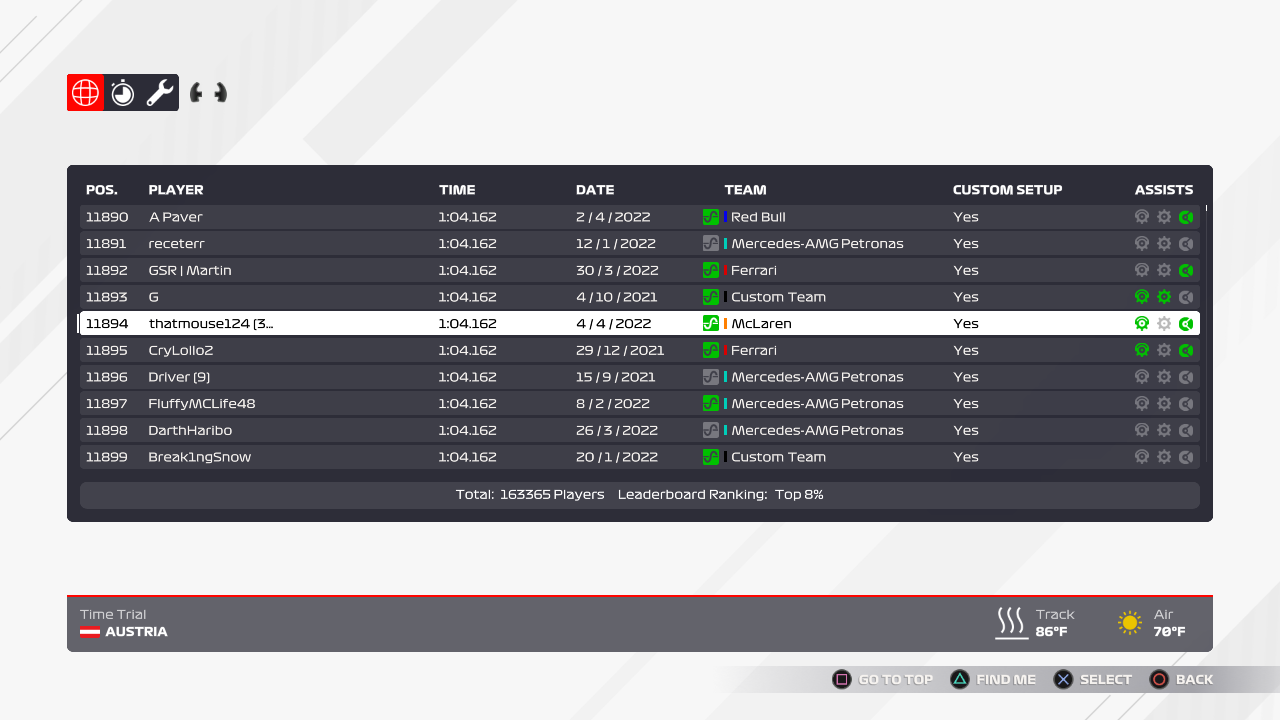 POS. PLAYER TIME DATE TEAM CUSTOM SETUP ASSISTS
11890 A Paver 1:04.162 2 / 4 / 2022 Red Bull Yes
11891 receterr 1:04.162 12 / 1 / 2022 Mercedes-AMG Petronas Yes
11892 GSR | Martin 1:04.162 30 / 3 / 2022 Ferrari Yes
11893 G 1:04.162 4 / 10 / 2021 Custom Team Yes
11894 thatmouse124 (3... 1:04.162 4 / 4 / 2022 McLaren Yes
11895 CryLollo2 1:04.162 29 / 12 / 2021 Ferrari Yes
11896 Driver (9) 1:04.162 15 / 9 / 2021 Mercedes-AMG Petronas Yes
11897 FluffyMCLife48 1:04.162 8 / 2 / 2022 Mercedes-AMG Petronas Yes
11898 DarthHaribo 1:04.162 26 / 3 / 2022 Mercedes-AMG Petronas Yes
11899 Break1ngSnow 1:04.162 20 / 1 / 2022 Custom Team Yes
Total: 163365 Players Leaderboard Ranking: Top 8%
Time Trial
AUSTRIA
Track
86°F
Air
70°F
GO TO TOP FIND ME SELECT BACK